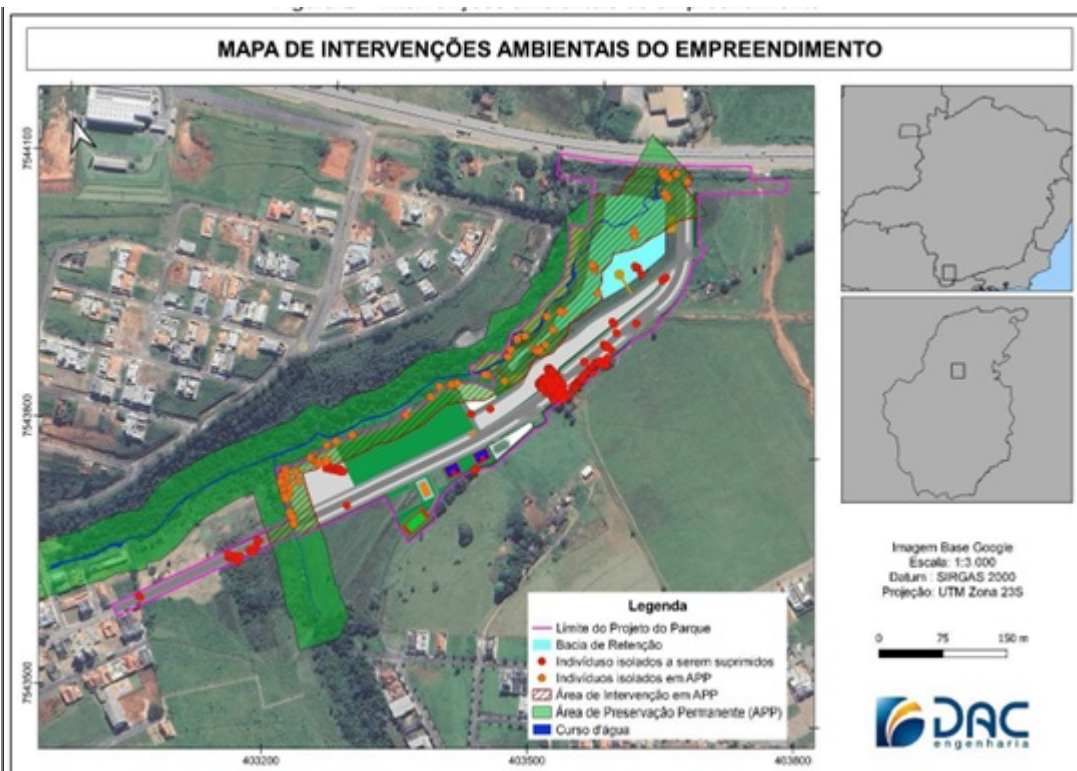 MAPA DE INTERVENÇÕES AMBIENTAIS DO EMPREENDIMENTO
7544100
7543800
7543500
403200
403500
403800
Imagem Base Google
Escala: 1:3.000
Datum : SIRGAS 2000
Projeção: UTM Zona 23S
0 75 150 m
Legenda
Límite do Projeto do Parque
Bacia de Retenção
Indivíduso isolados a serem suprimidos
Indivíduos isolados em APP
Área de Intervenção em APP
Área de Preservação Permanente (APP)
Curso d'água
DAC
engenharia